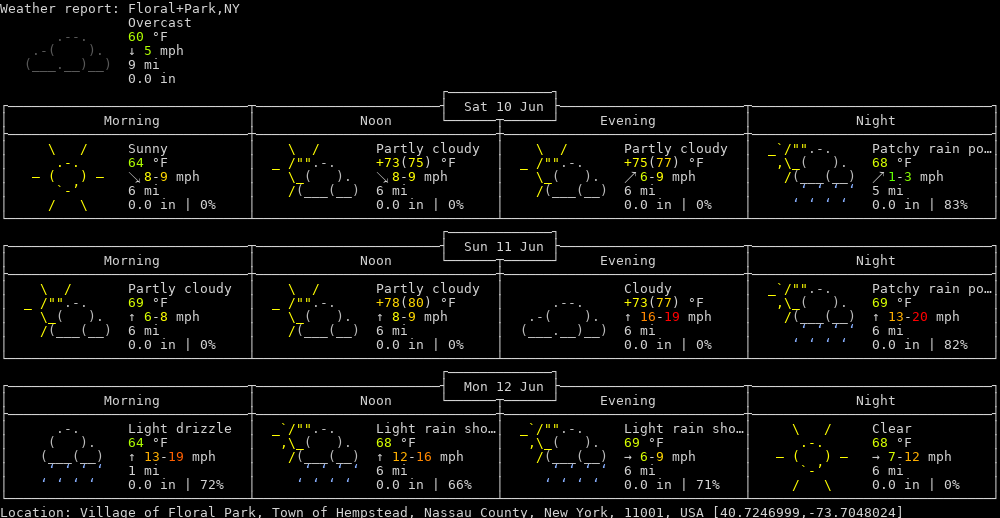 Weather report: Floral+Park,NY
Overcast
60 °F
↓ 5 mph
9 mi
0.0 in
Sat 10 Jun
Morning Noon Evening Night
Sunny Partly cloudy Partly cloudy Patchy rain po…
64 °F +73(75) °F +75(77) °F 68 °F
↘ 8-9 mph ↘ 8-9 mph ↗ 6-9 mph ↗ 1-3 mph
6 mi 6 mi 6 mi 5 mi
0.0 in | 0% 0.0 in | 0% 0.0 in | 0% 0.0 in | 83%
Sun 11 Jun
Morning Noon Evening Night
Partly cloudy Partly cloudy Cloudy Patchy rain po…
69 °F +78(80) °F +73(77) °F 69 °F
↑ 6-8 mph ↑ 8-9 mph ↑ 16-19 mph ↑ 13-20 mph
6 mi 6 mi 6 mi 6 mi
0.0 in | 0% 0.0 in | 0% 0.0 in | 0% 0.0 in | 82%
Mon 12 Jun
Morning Noon Evening Night
Light drizzle Light rain sho… Light rain sho… Clear
64 °F 68 °F 69 °F 68 °F
↑ 13-19 mph ↑ 12-16 mph → 6-9 mph → 7-12 mph
1 mi 6 mi 6 mi 6 mi
0.0 in | 72% 0.0 in | 66% 0.0 in | 71% 0.0 in | 0%
Location: Village of Floral Park, Town of Hempstead, Nassau County, New York, 11001, USA [40.7246999,-73.7048024]